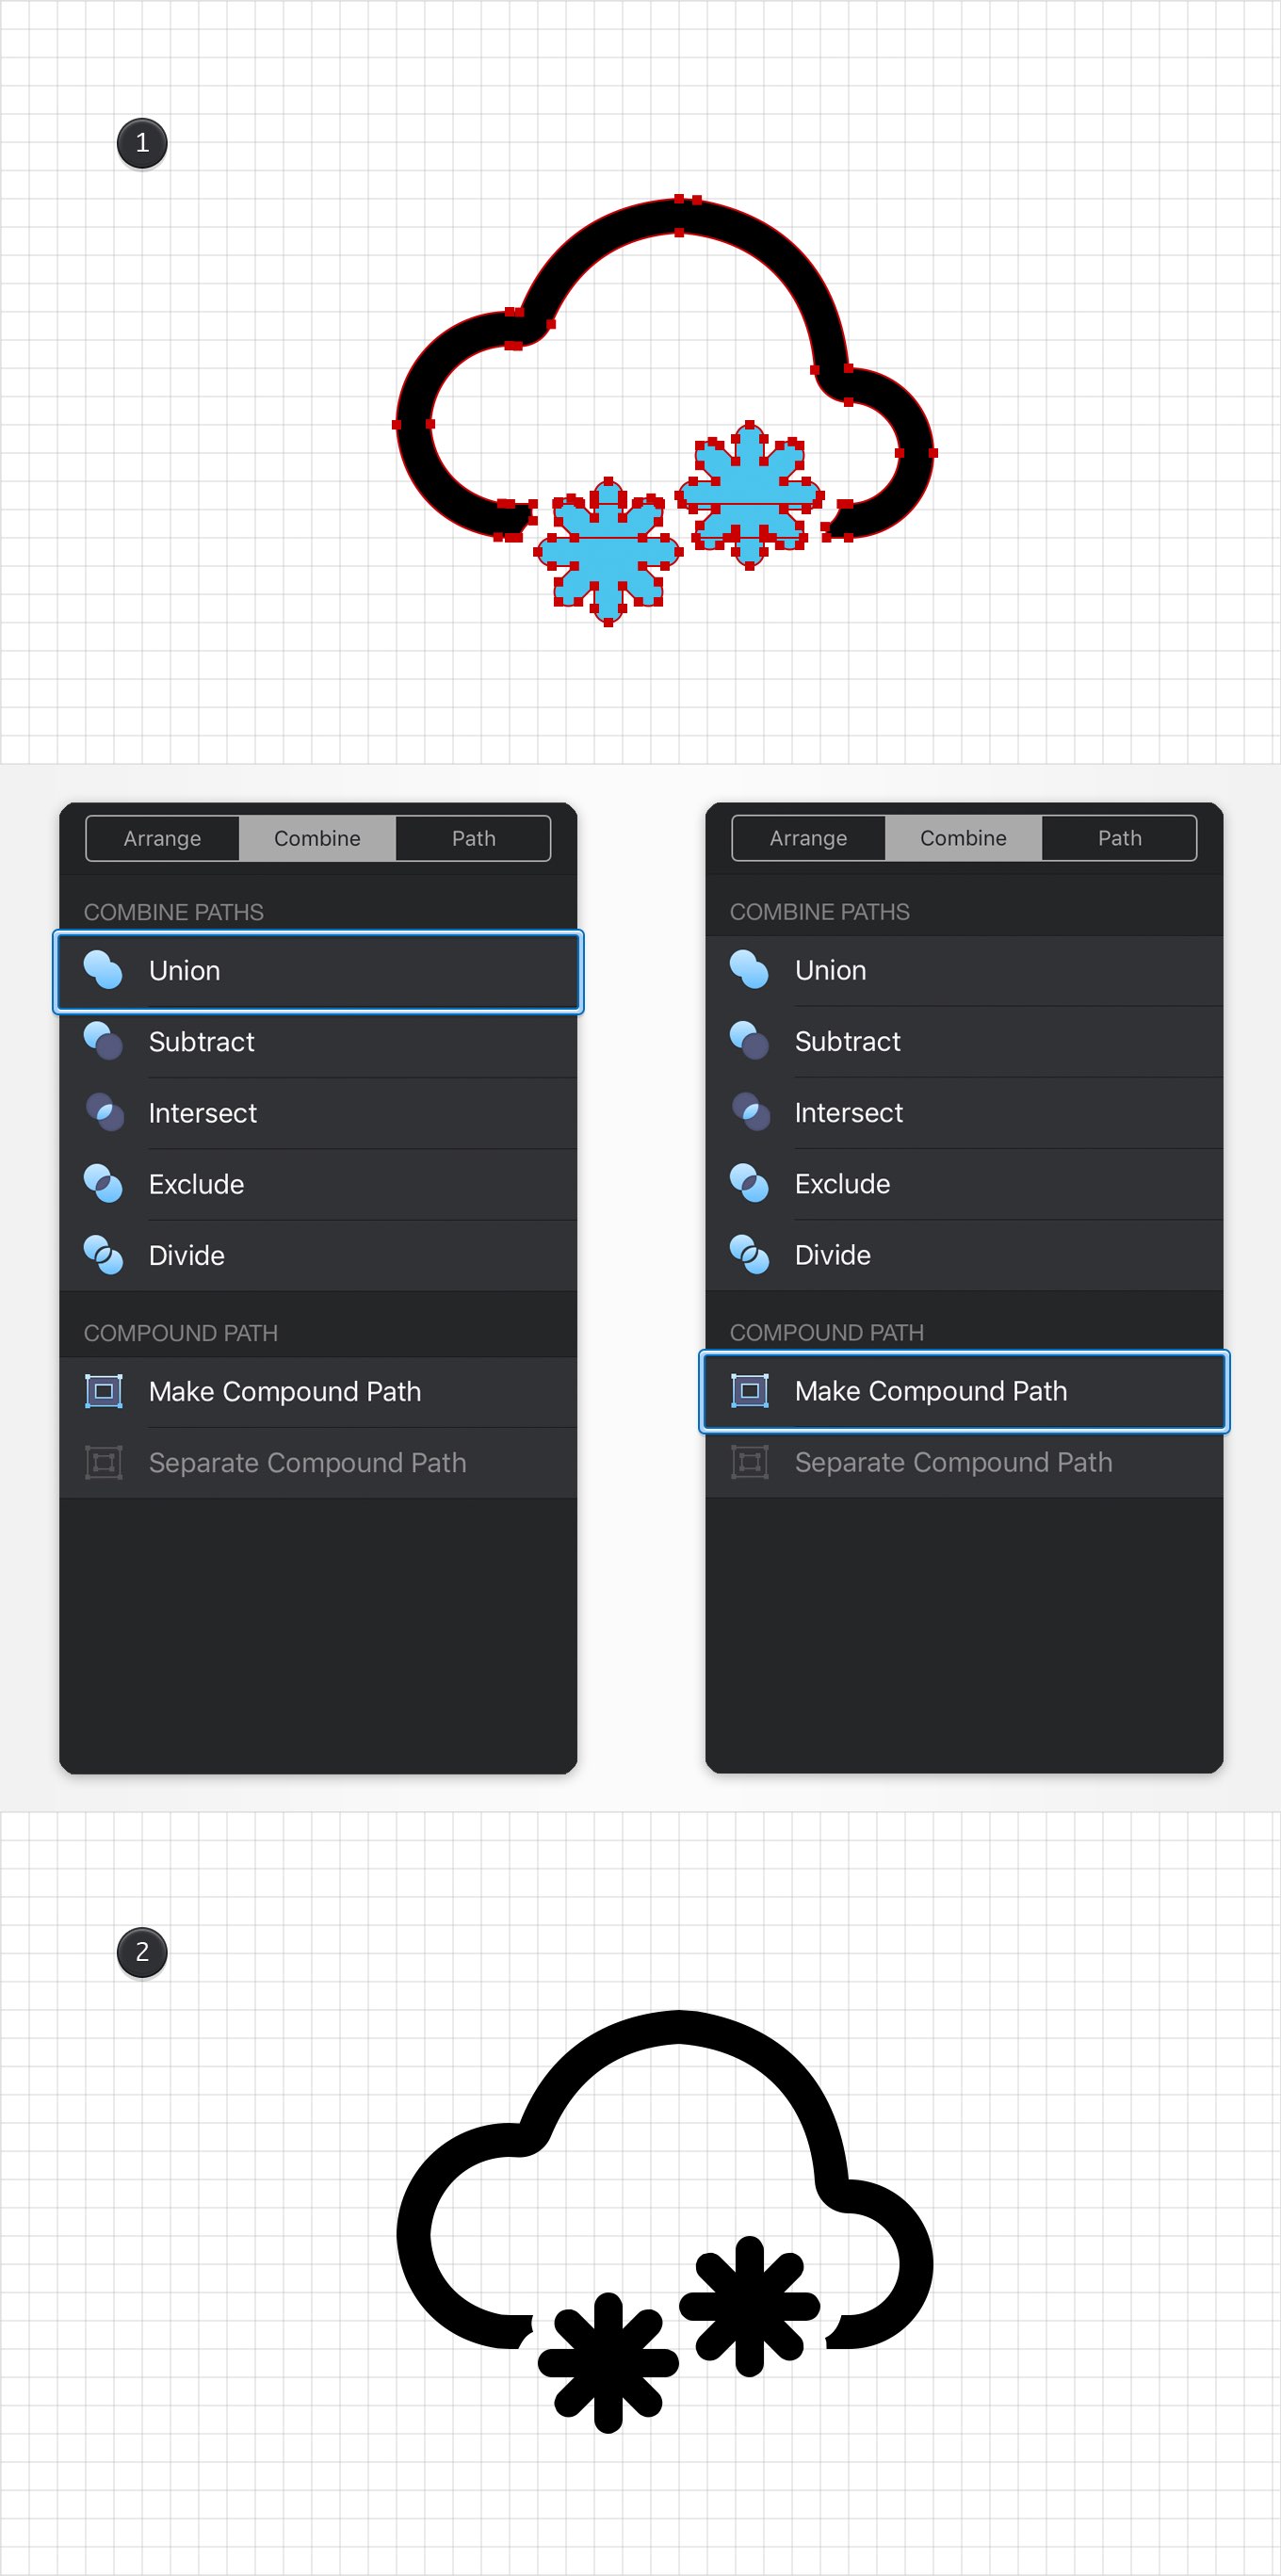 1
Arrange Combine Path
COMBINE PATHS
Union
Subtract
Intersect
Exclude
Divide
COMPOUND PATH
Make Compound Path
Separate Compound Path
Arrange Combine Path
COMBINE PATHS
Union
Subtract
Intersect
Exclude
Divide
COMPOUND PATH
Make Compound Path
Separate Compound Path
2